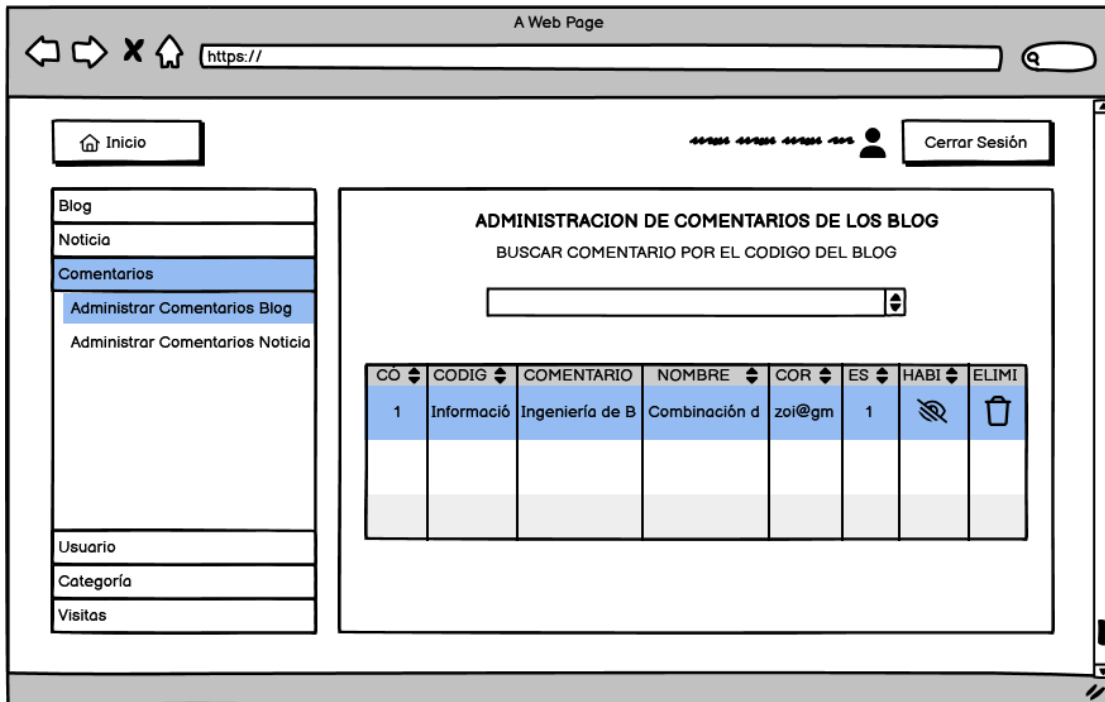 A Web Page
https://
Inicio
Cerrar Sesión
Blog
Noticia
Comentarios
Administrar Comentarios Blog
Administrar Comentarios Noticia
Usuario
Categoría
Visitas
ADMINISTRACION DE COMENTARIOS DE LOS BLOG
BUSCAR COMENTARIO POR EL CODIGO DEL BLOG
CÓ CODIG COMENTARIO NOMBRE COR ES HABI ELIMI
1 Informació Ingeniería de B Combinación d zoi@gm 1